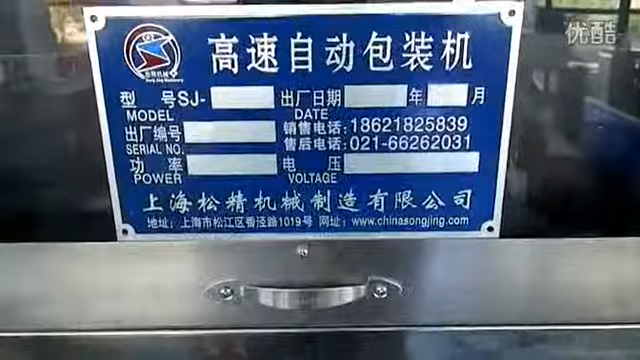 优酷
高速自动包装机
松精机械
型 号SJ- 出厂日期 年 月
MODEL DATE
出厂编号 销售电话:18621825839
SERIAL NO. 售后电话:021-66262031
功 率 电 压
POWER VOLTAGE
上海松精机械制造有限公司
地址:上海市松江区香泾路1019号 网址:www.chinasongjing.com